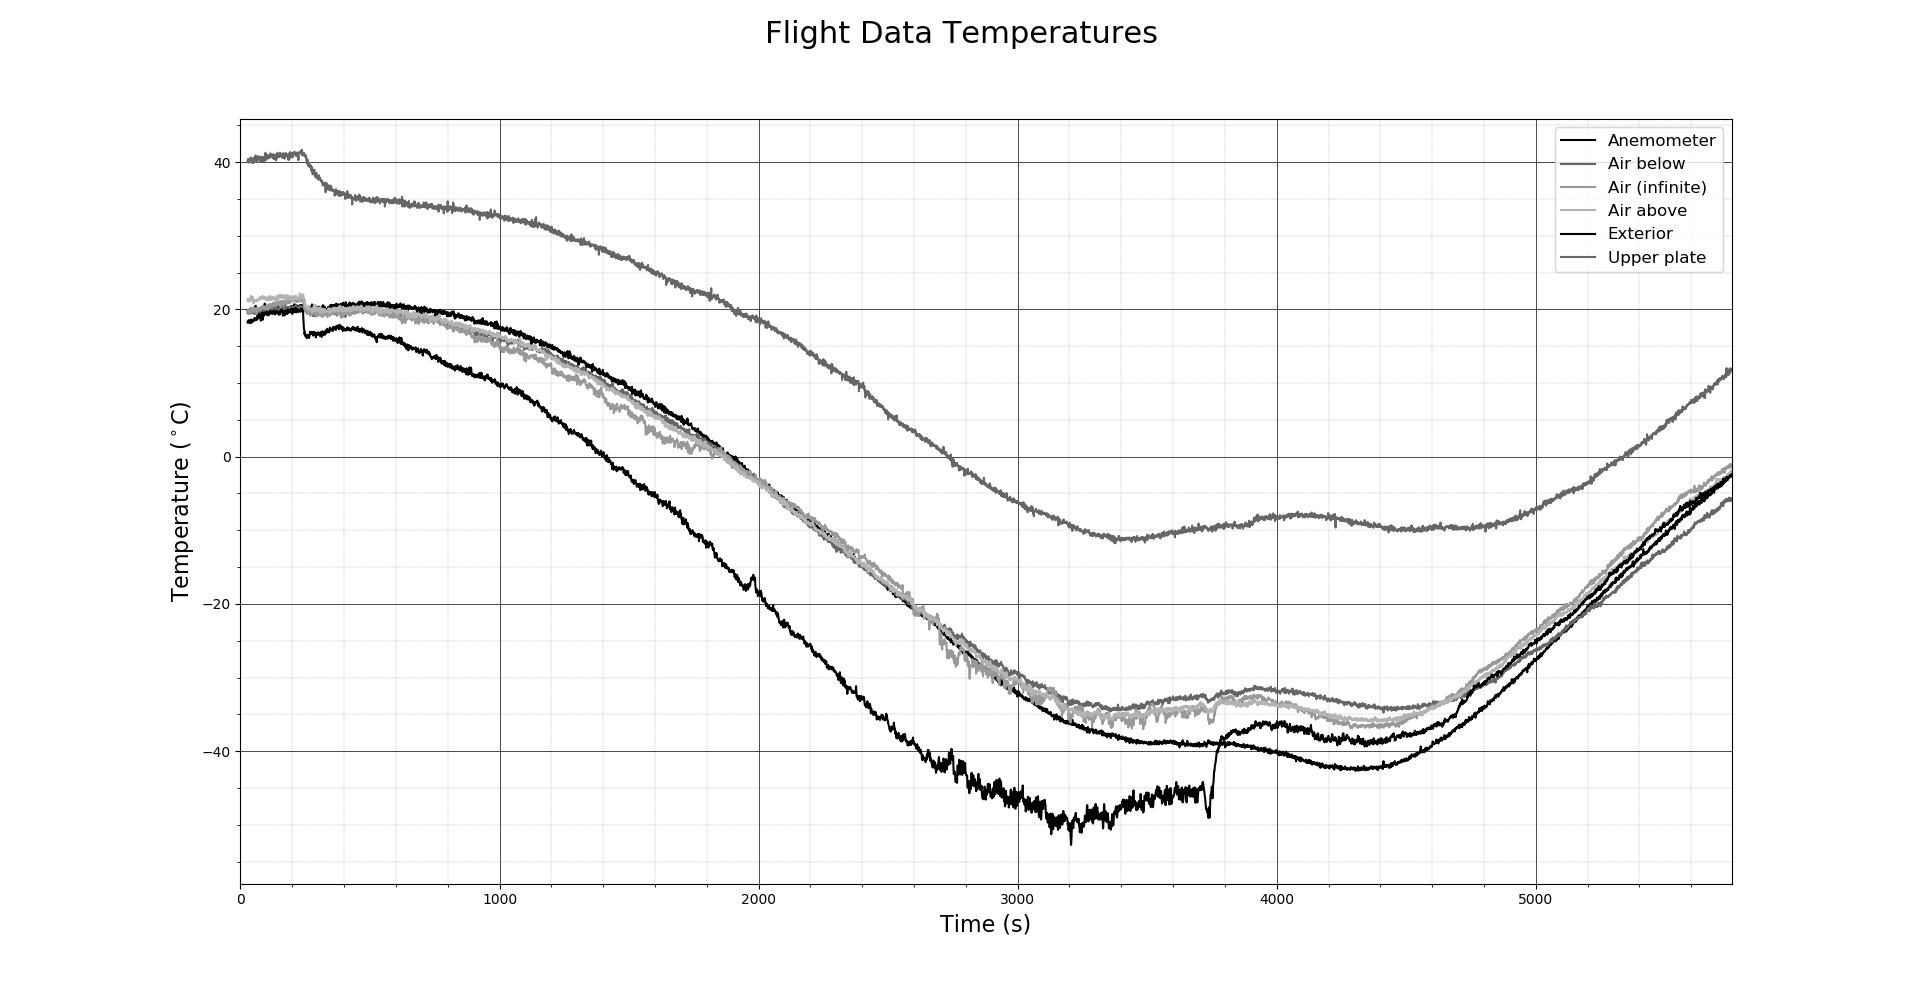 Flight Data Temperatures
Temperature (°C)
40
20
0
−20
−40
0
1000
2000
3000
4000
5000
Time (s)
Anemometer
Air below
Air (infinite)
Air above
Exterior
Upper plate